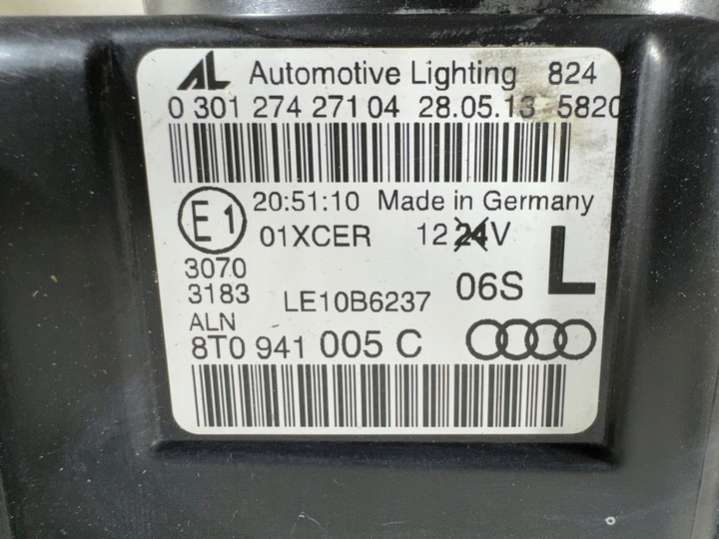 AL Automotive Lighting 824
0 301 274 271 04 28.05.13 5820
E1 20:51:10 Made in Germany
01XCER 12 24V
3070
3183 LE10B6237 06S L
ALN
8T0 941 005 C